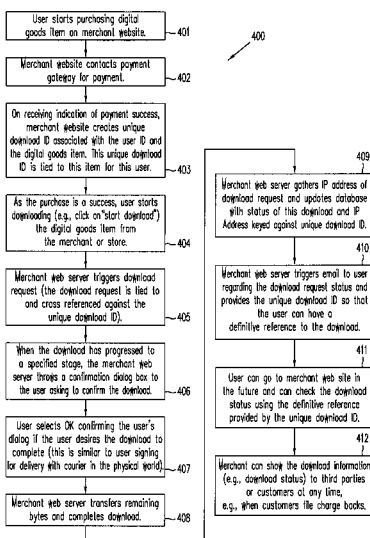 User starts purchasing digital
goods item on merchant website.
401
Merchant website contacts payment
gateway for payment.
402
On receiving indication of payment success,
merchant website creates unique
download ID associated with the user ID and
the digital goods item. This unique download
ID is tied to this item for this user.
403
As the purchase is a success, user starts
downloading (e.g., click on "start download")
the digital goods item from
the merchant or store.
404
Merchant web server triggers download
request (the download request is tied to
and cross referenced against the
unique download ID).
405
When the download has progressed to
a specified stage, the merchant web
server throws a confirmation dialog box to
the user asking to confirm the download.
406
User selects OK confirming the user's
dialog if the user desires the download to
complete (this is similar to user signing
for delivery with courier in the physical world).
407
Merchant web server transfers remaining
bytes and completes download.
408
400
409
Merchant web server gathers IP address of
download request and updates database
with status of this download and IP
Address keyed against unique download ID.
410
Merchant web server triggers email to user
regarding the download request status and
provides the unique download ID so that
the user can have a
definitive reference to the download.
411
User can go to merchant web site in
the future and can check the download
status using the definitive reference
provided by the unique download ID.
412
Merchant can show the download information
(e.g., download status) to third parties
or customers at any time,
e.g., when customers file charge backs.